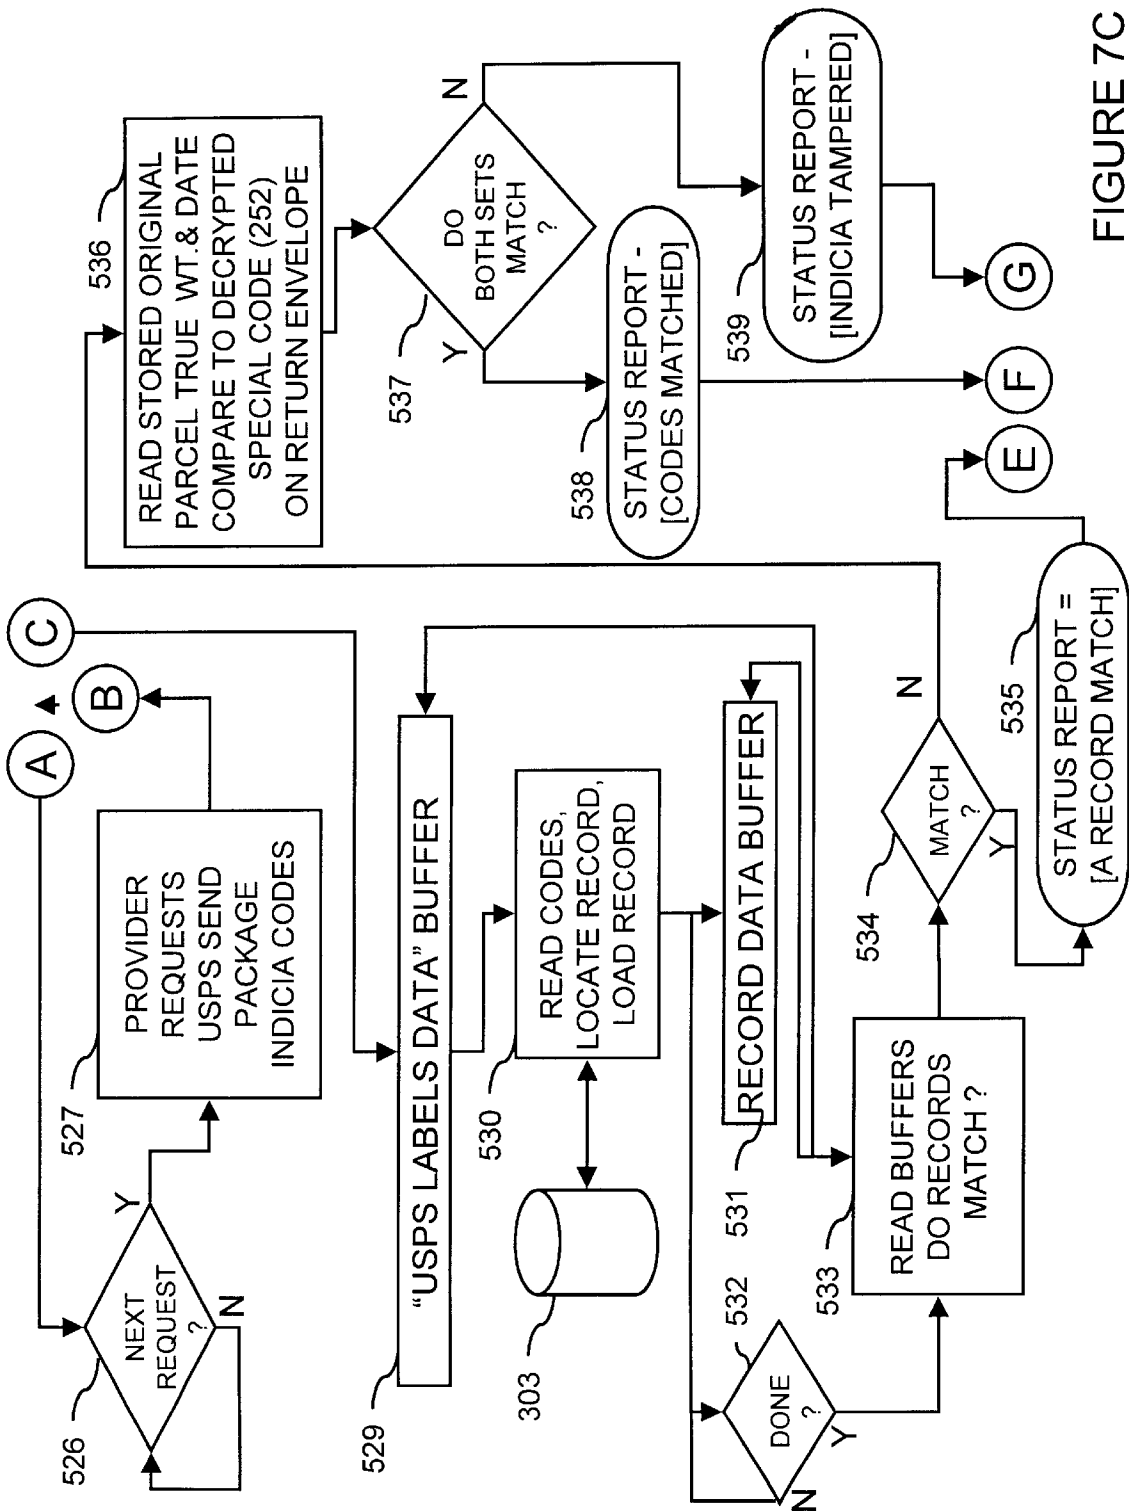 A
B
C
526
NEXT
REQUEST
?
Y
N
527
PROVIDER
REQUESTS
USPS SEND
PACKAGE
INDICIA CODES
529
"USPS LABELS DATA" BUFFER
303
530
READ CODES,
LOCATE RECORD,
LOAD RECORD
531
RECORD DATA BUFFER
532
DONE
?
N
Y
533
READ BUFFERS
DO RECORDS
MATCH ?
534
MATCH
?
N
Y
535
STATUS REPORT =
[A RECORD MATCH]
536
READ STORED ORIGINAL
PARCEL TRUE WT.& DATE
COMPARE TO DECRYPTED
SPECIAL CODE (252)
ON RETURN ENVELOPE
537
DO
BOTH SETS
MATCH
?
Y
N
538
STATUS REPORT -
[CODES MATCHED]
539
STATUS REPORT -
[INDICIA TAMPERED]
E
F
G
FIGURE 7C